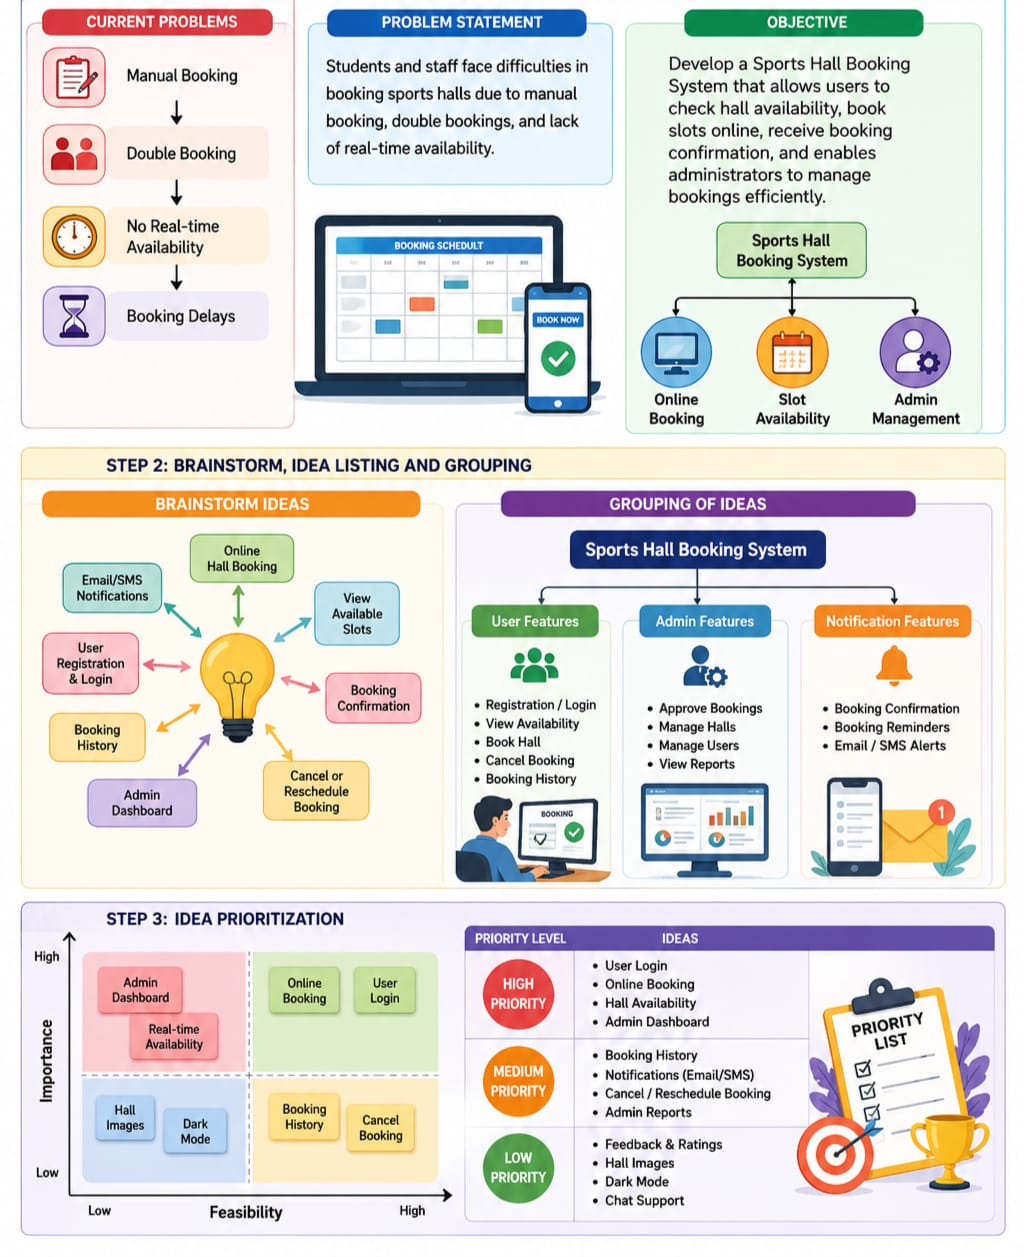 CURRENT PROBLEMS
Manual Booking
Double Booking
No Real-time
Availability
Booking Delays
PROBLEM STATEMENT
Students and staff face difficulties in
booking sports halls due to manual
booking, double bookings, and lack
of real-time availability.
BOOKING SCHEDULT
BOOK NOW
OBJECTIVE
Develop a Sports Hall Booking
System that allows users to
check hall availability, book
slots online, receive booking
confirmation, and enables
administrators to manage
bookings efficiently.
Sports Hall
Booking System
Online
Booking
Slot
Availability
Admin
Management
STEP 2: BRAINSTORM, IDEA LISTING AND GROUPING
BRAINSTORM IDEAS
Online
Hall Booking
Email/SMS
Notifications
View
Available
Slots
User
Registration
& Login
Booking
Confirmation
Booking
History
Admin
Dashboard
Cancel or
Reschedule
Booking
GROUPING OF IDEAS
Sports Hall Booking System
User Features
• Registration / Login
• View Availability
• Book Hall
• Cancel Booking
• Booking History
BOOKING
Admin Features
• Approve Bookings
• Manage Halls
• Manage Users
• View Reports
Notification Features
• Booking Confirmation
• Booking Reminders
• Email / SMS Alerts
1
STEP 3: IDEA PRIORITIZATION
High
Importance
Low
Admin
Dashboard
Real-time
Availability
Online
Booking
User
Login
Hall
Images
Dark
Mode
Booking
History
Cancel
Booking
Low
Feasibility
High
PRIORITY LEVEL
IDEAS
HIGH
PRIORITY
• User Login
• Online Booking
• Hall Availability
• Admin Dashboard
MEDIUM
PRIORITY
• Booking History
• Notifications (Email/SMS)
• Cancel / Reschedule Booking
• Admin Reports
LOW
PRIORITY
• Feedback & Ratings
• Hall Images
• Dark Mode
• Chat Support
PRIORITY
LIST